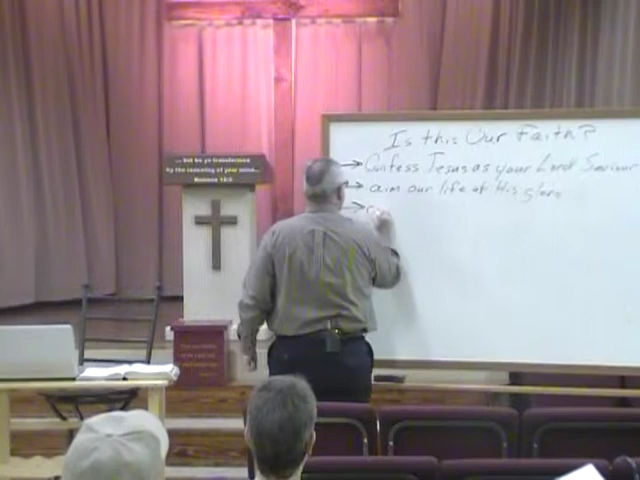 ... but be ye transformed
by the renewing of your mind...
Romans 12:2
Is this Our Faith?
→ Confess Jesus as your Lord Saviour
→ aim our life at His glory
→